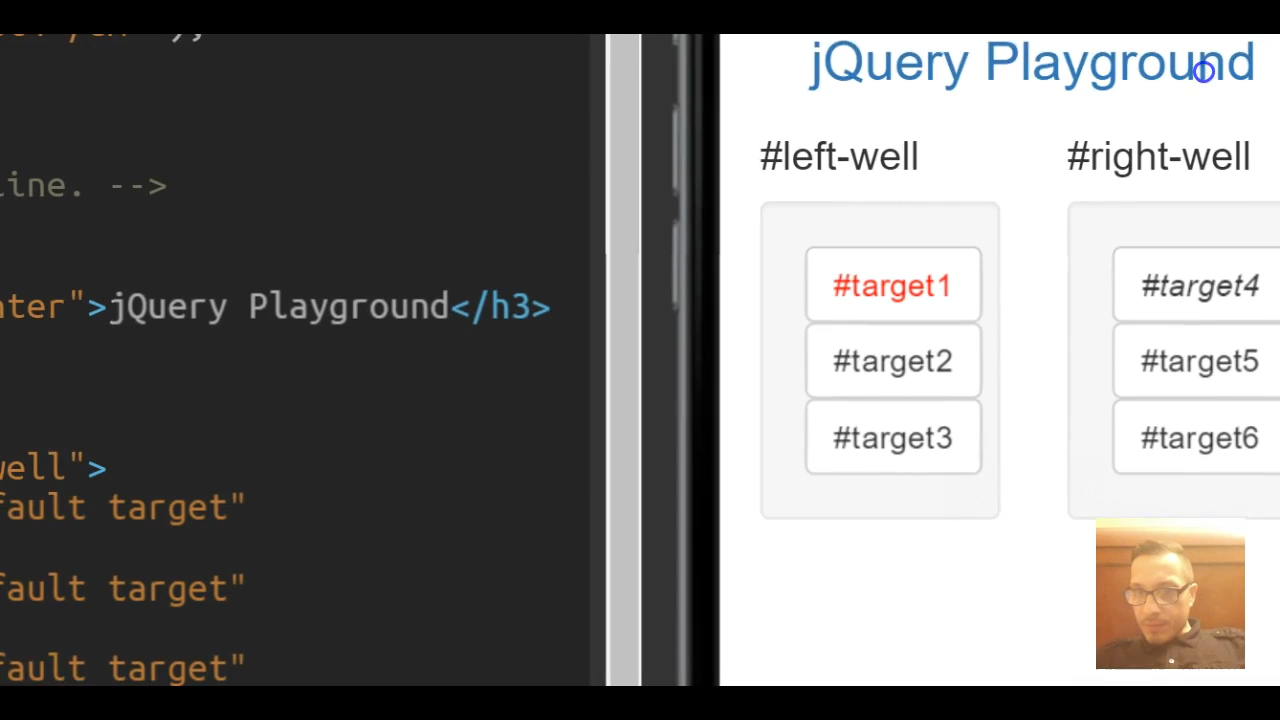 line. -->
nter">jQuery Playground</h3>
well">
fault target"
fault target"
fault target"
jQuery Playground
#left-well
#right-well
#target1
#target2
#target3
#target4
#target5
#target6